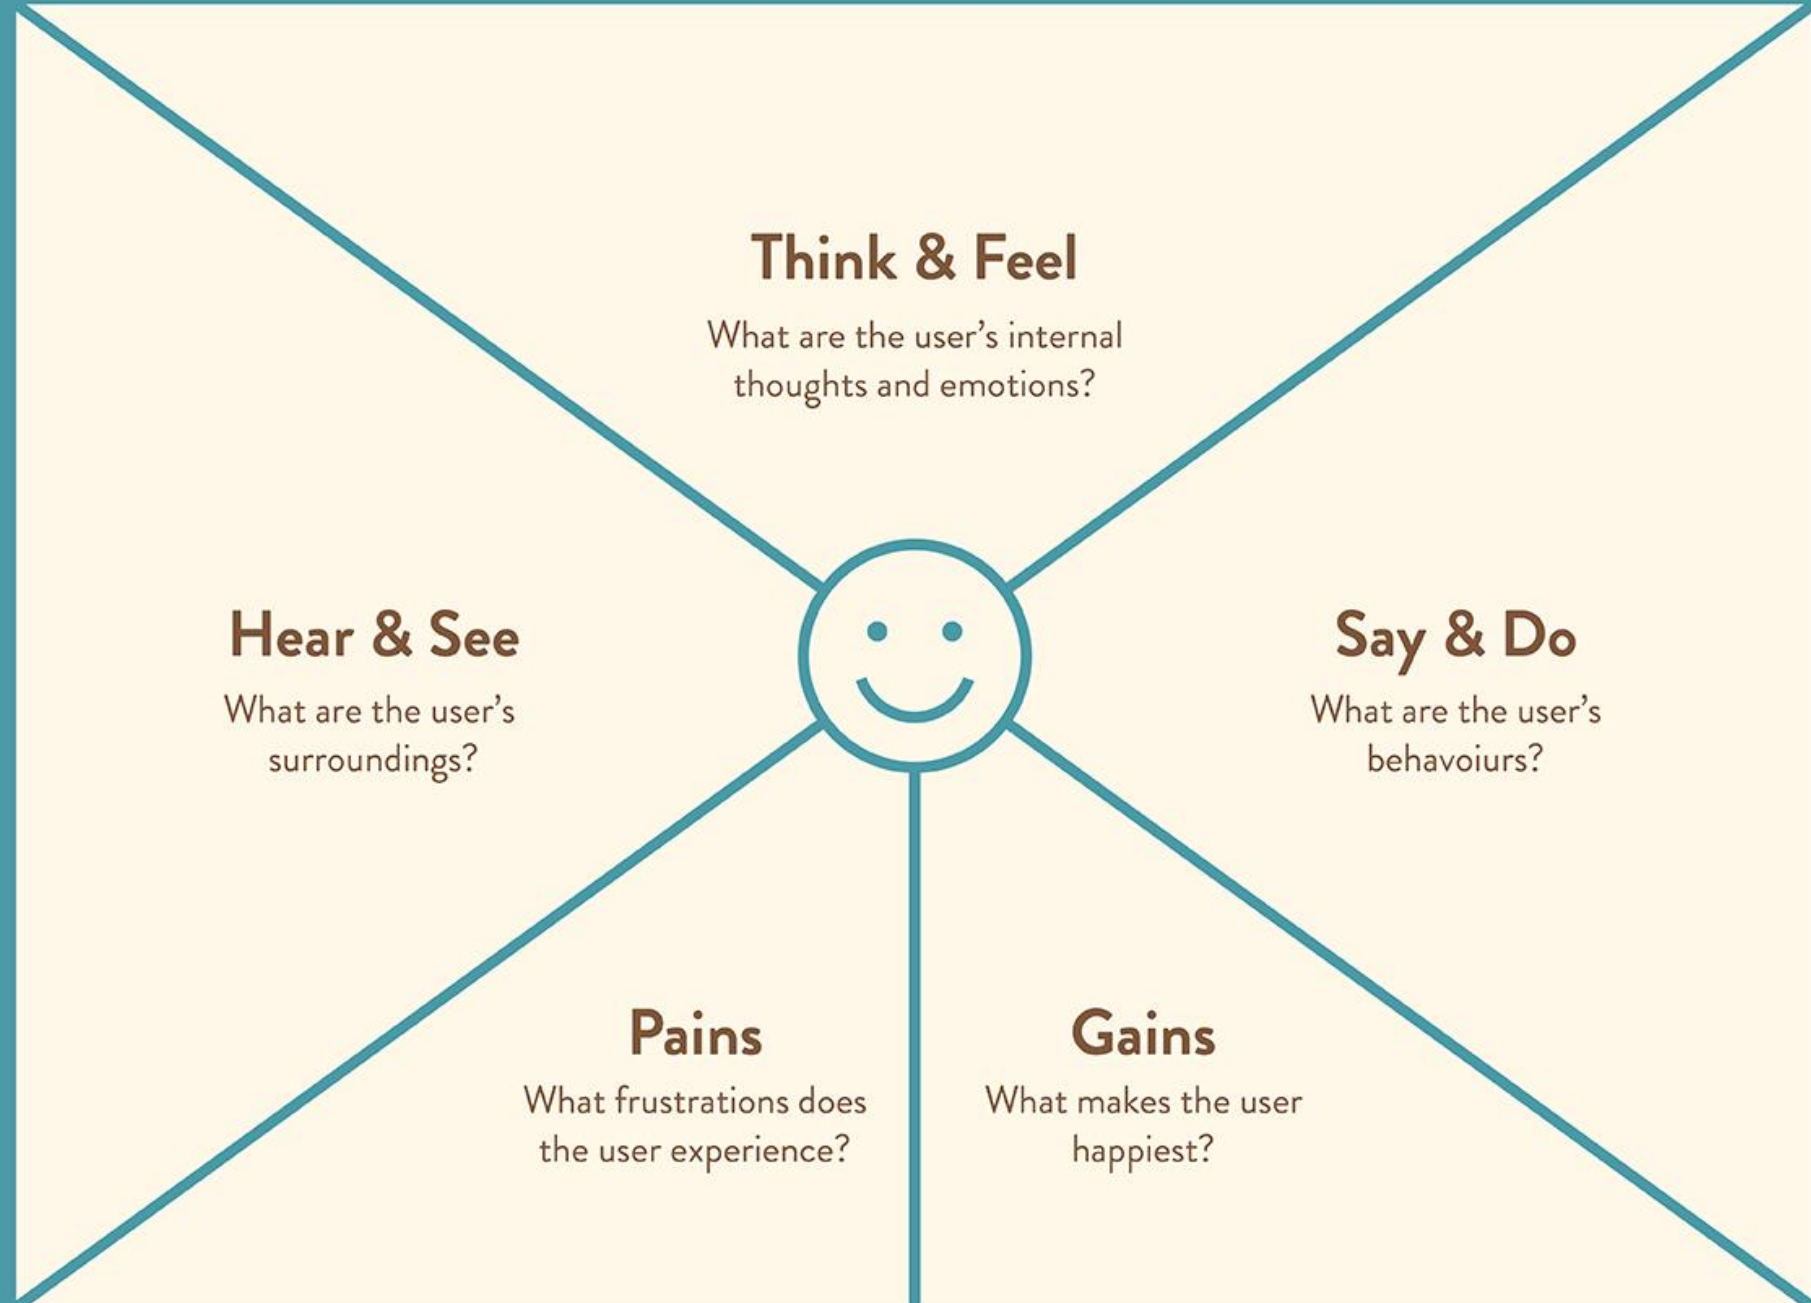 Think & Feel
What are the user's internal
thoughts and emotions?
Hear & See
What are the user's
surroundings?
Say & Do
What are the user's
behavoiurs?
Pains
What frustrations does
the user experience?
Gains
What makes the user
happiest?